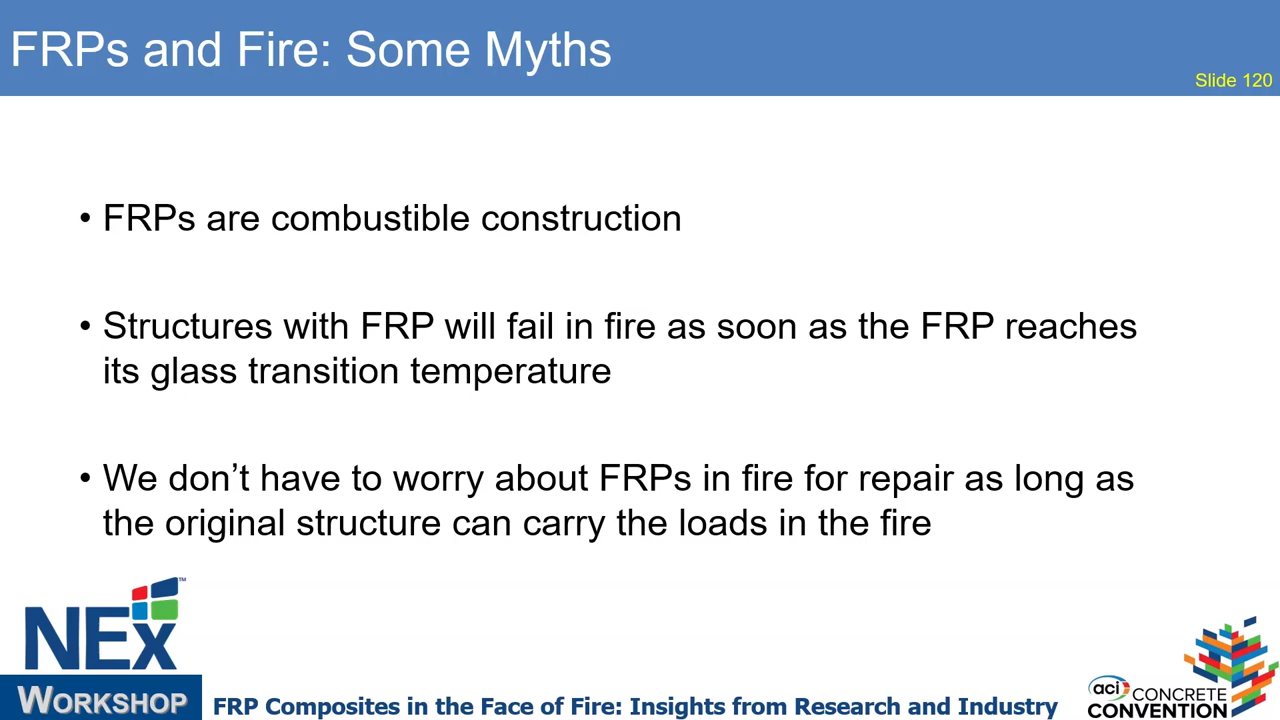 FRPs and Fire: Some Myths
Slide 120
• FRPs are combustible construction
• Structures with FRP will fail in fire as soon as the FRP reaches
its glass transition temperature
• We don’t have to worry about FRPs in fire for repair as long as
the original structure can carry the loads in the fire
NEx™
WORKSHOP
FRP Composites in the Face of Fire: Insights from Research and Industry
aci CONCRETE
CONVENTION